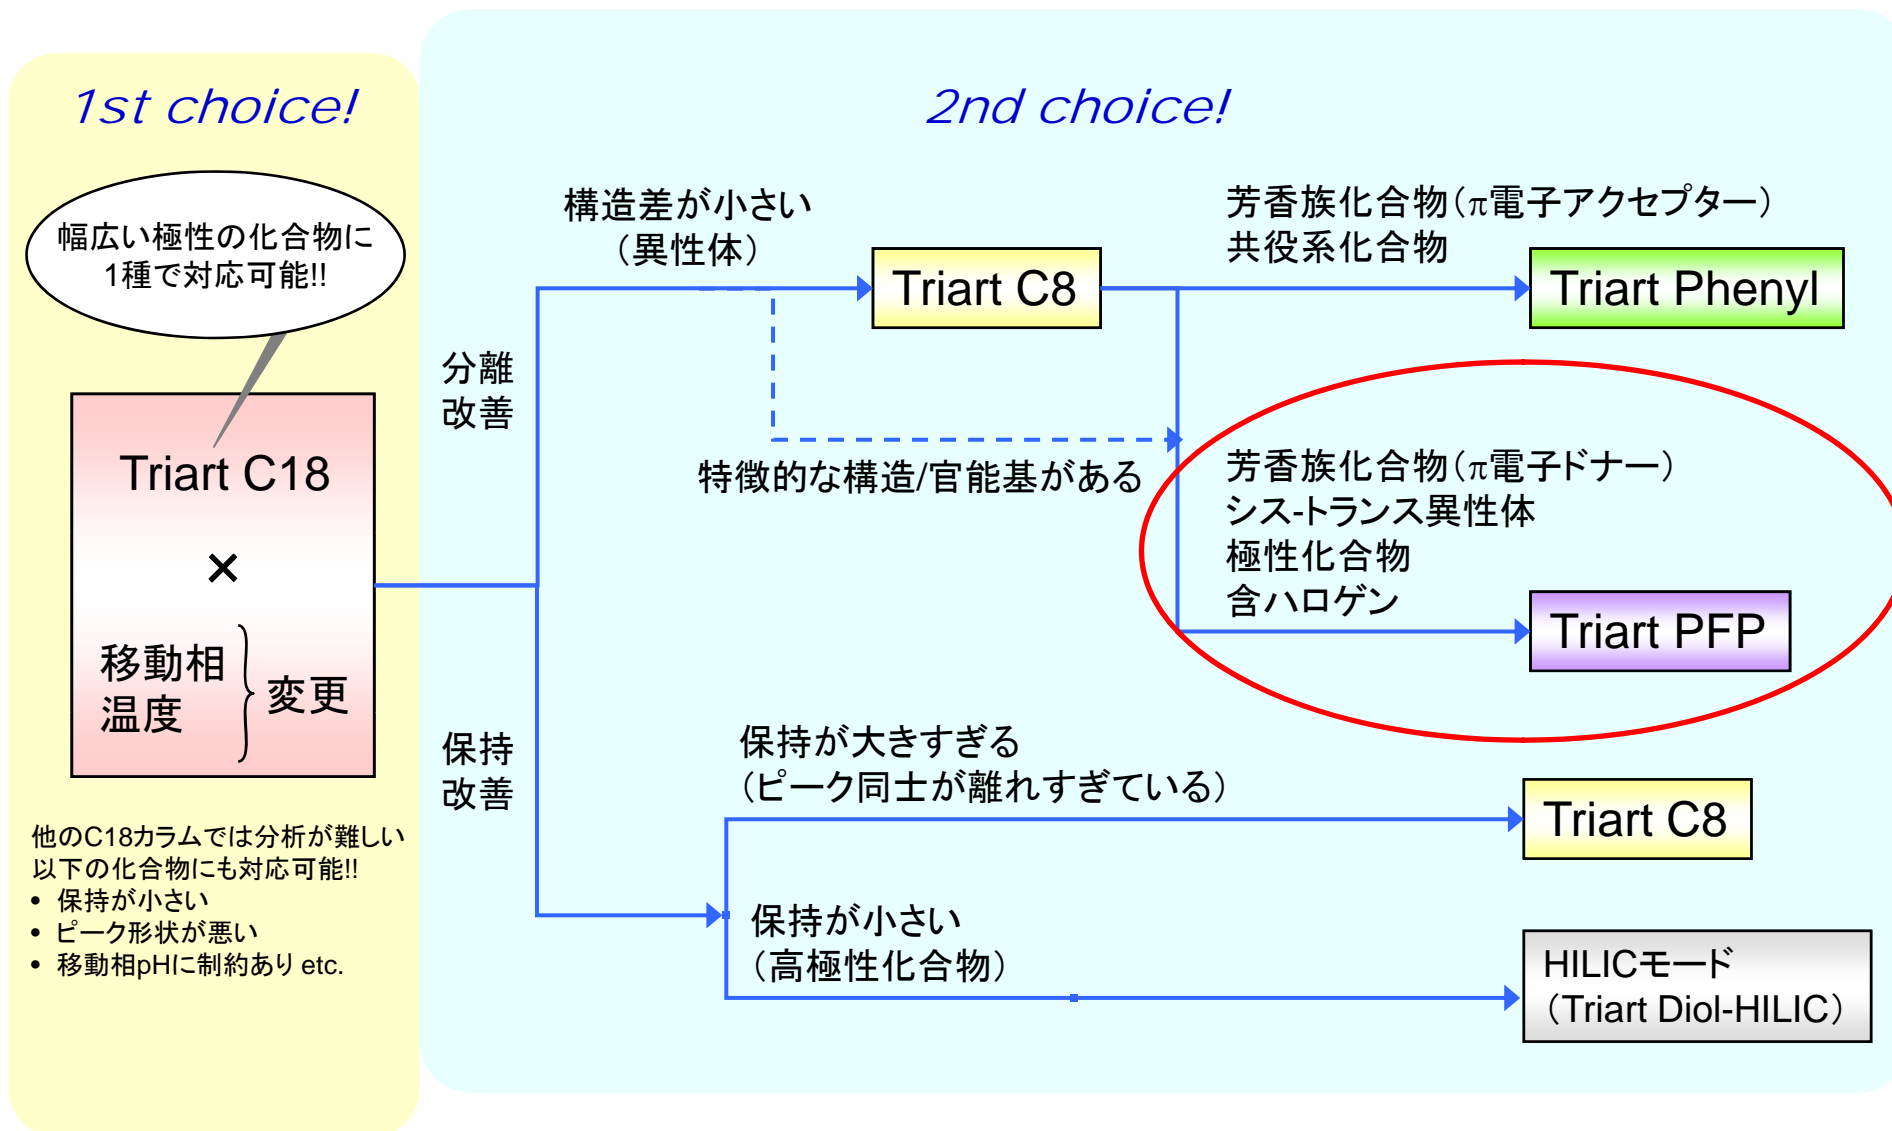 1st choice!
幅広い極性の化合物に
1種で対応可能!!
Triart C18
×
移動相
温度
変更
他のC18カラムでは分析が難しい
以下の化合物にも対応可能!!
• 保持が小さい
• ピーク形状が悪い
• 移動相pHに制約あり etc.
2nd choice!
分離
改善
構造差が小さい
（異性体）
Triart C8
特徴的な構造/官能基がある
芳香族化合物（π電子アクセプター）
共役系化合物
Triart Phenyl
芳香族化合物（π電子ドナー）
シス-トランス異性体
極性化合物
含ハロゲン
Triart PFP
保持
改善
保持が大きすぎる
（ピーク同士が離れすぎている）
Triart C8
保持が小さい
（高極性化合物）
HILICモード
（Triart Diol-HILIC）